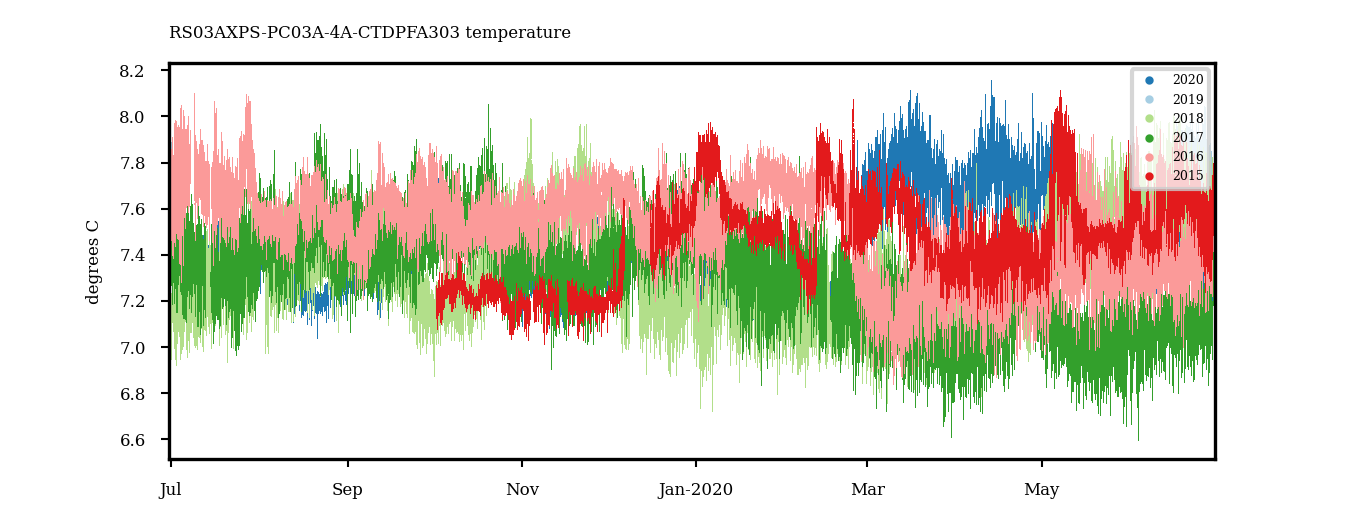 RS03AXPS-PC03A-4A-CTDPFA303 temperature
degrees C
8.2
8.0
7.8
7.6
7.4
7.2
7.0
6.8
6.6
Jul
Sep
Nov
Jan-2020
Mar
May
2020
2019
2018
2017
2016
2015